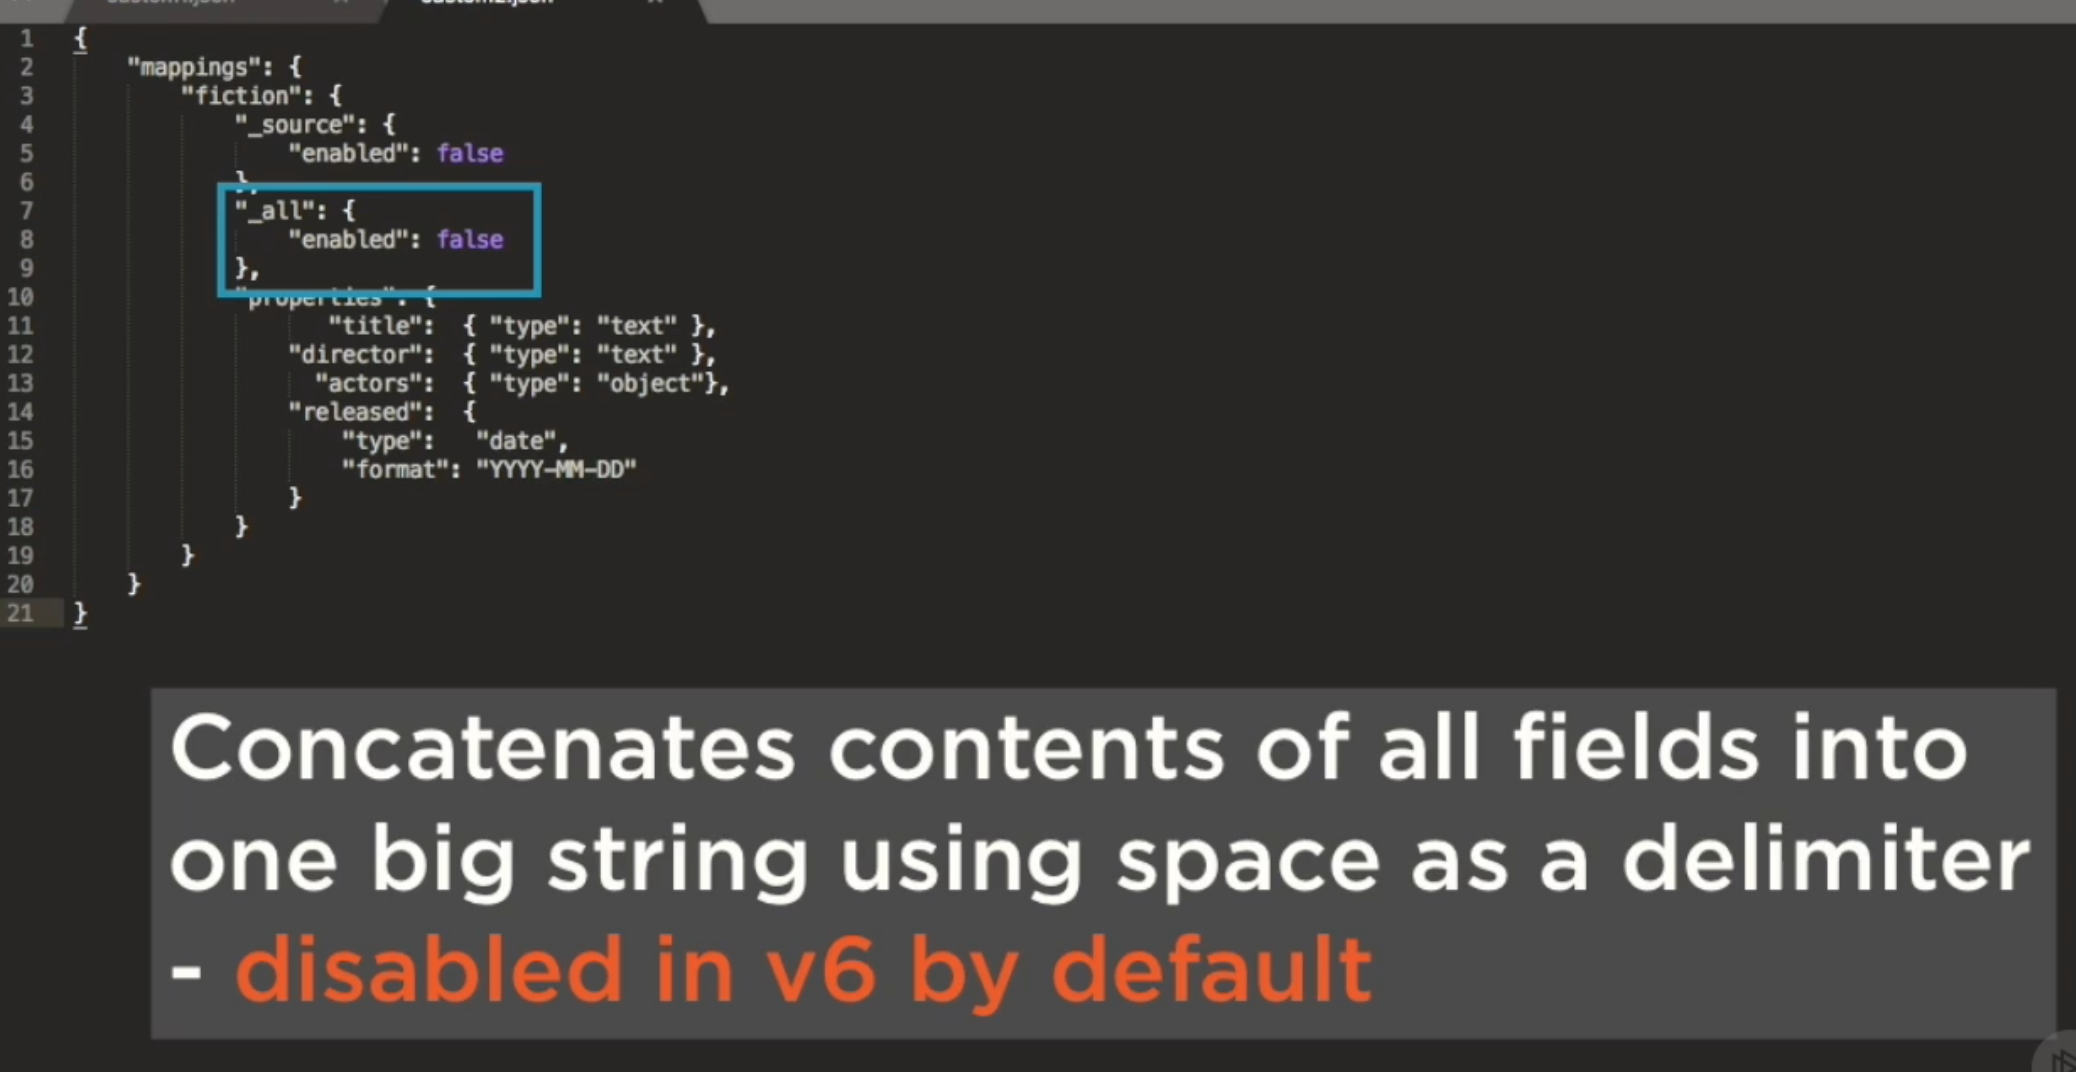 1 {
2 "mappings": {
3 "fiction": {
4 "_source": {
5 "enabled": false
6 },
7 "_all": {
8 "enabled": false
9 },
10 "properties": {
11 "title": { "type": "text" },
12 "director": { "type": "text" },
13 "actors": { "type": "object"},
14 "released": {
15 "type": "date",
16 "format": "YYYY-MM-DD"
17 }
18 }
19 }
20 }
21 }
Concatenates contents of all fields into
one big string using space as a delimiter
- disabled in v6 by default